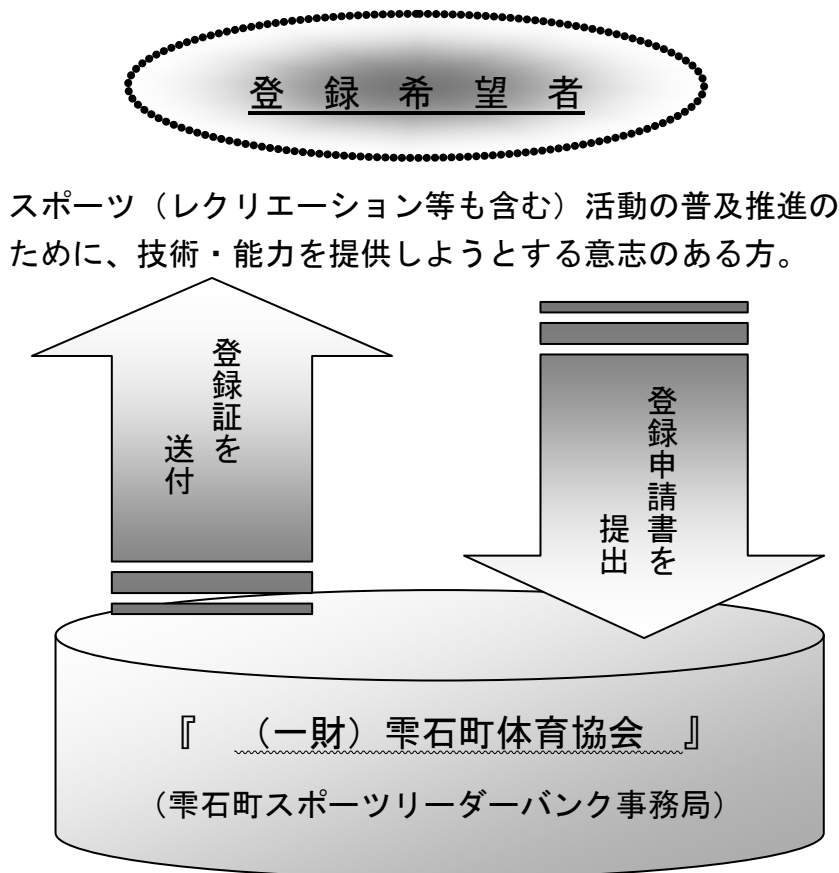 登　録　希　望　者
スポーツ（レクリエーション等も含む）活動の普及推進の
ために、技術・能力を提供しようとする意志のある方。
登録証を
送付
登録申請書を
提出
『　（一財）雫石町体育協会　』
（雫石町スポーツリーダーバンク事務局）